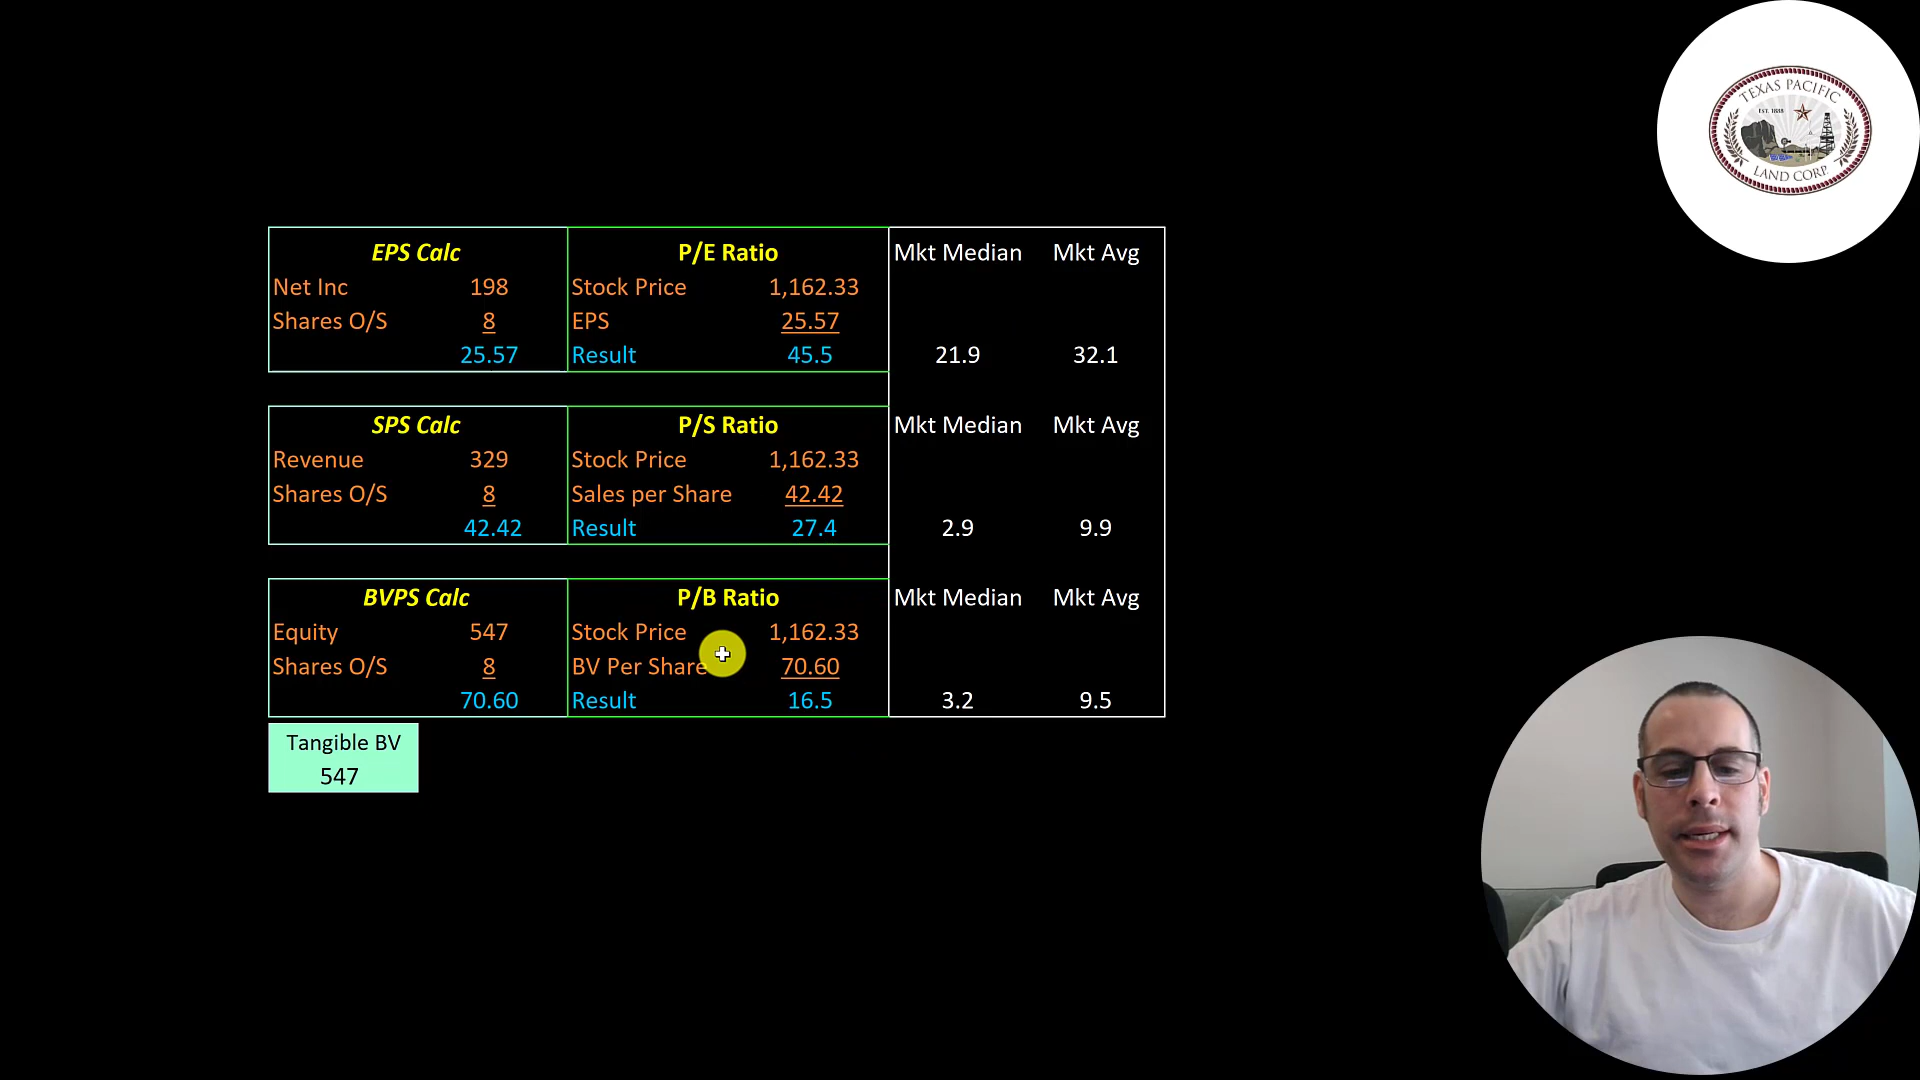 TEXAS PACIFIC
EST. 1888
LAND CORP.
EPS Calc P/E Ratio Mkt Median Mkt Avg
Net Inc 198 Stock Price 1,162.33
Shares O/S 8 EPS 25.57
25.57 Result 45.5 21.9 32.1
SPS Calc P/S Ratio Mkt Median Mkt Avg
Revenue 329 Stock Price 1,162.33
Shares O/S 8 Sales per Share 42.42
42.42 Result 27.4 2.9 9.9
BVPS Calc P/B Ratio Mkt Median Mkt Avg
Equity 547 Stock Price 1,162.33
Shares O/S 8 BV Per Share 70.60
70.60 Result 16.5 3.2 9.5
Tangible BV
547